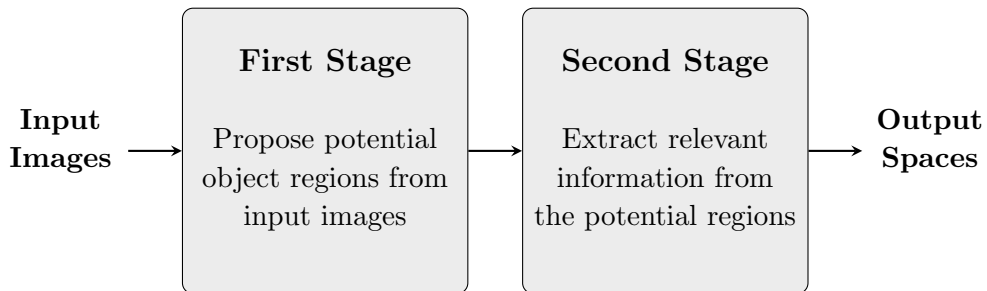 Input
Images
First Stage
Propose potential
object regions from
input images
Second Stage
Extract relevant
information from
the potential regions
Output
Spaces